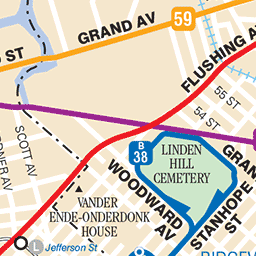 GRAND AV
59
ST
FLUSHING AV
55 ST
54 ST
SCOTT AV
B
38
LINDEN
HILL
CEMETERY
GRAN
WOODWARD
AV
STANHOPE
ST
VANDER
ENDE-ONDERDONK
HOUSE
L
Jefferson St